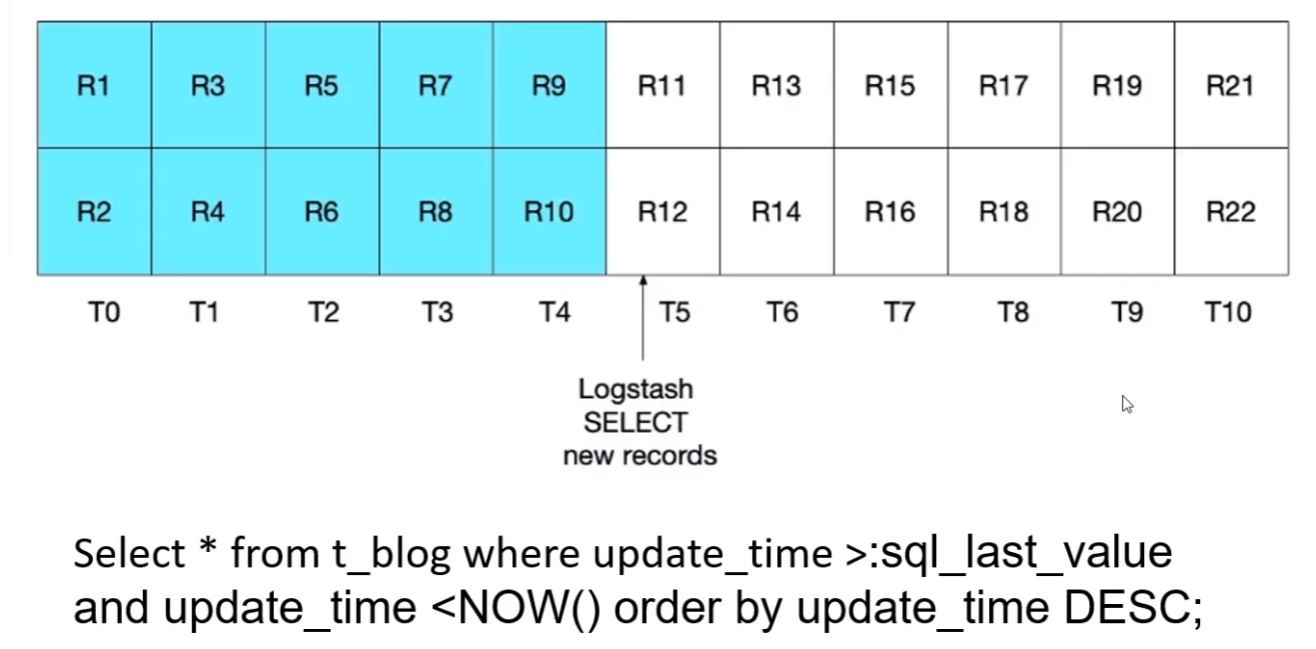 R1 R3 R5 R7 R9 R11 R13 R15 R17 R19 R21
R2 R4 R6 R8 R10 R12 R14 R16 R18 R20 R22
T0 T1 T2 T3 T4 T5 T6 T7 T8 T9 T10
Logstash
SELECT
new records
Select * from t_blog where update_time >:sql_last_value
and update_time <NOW() order by update_time DESC;